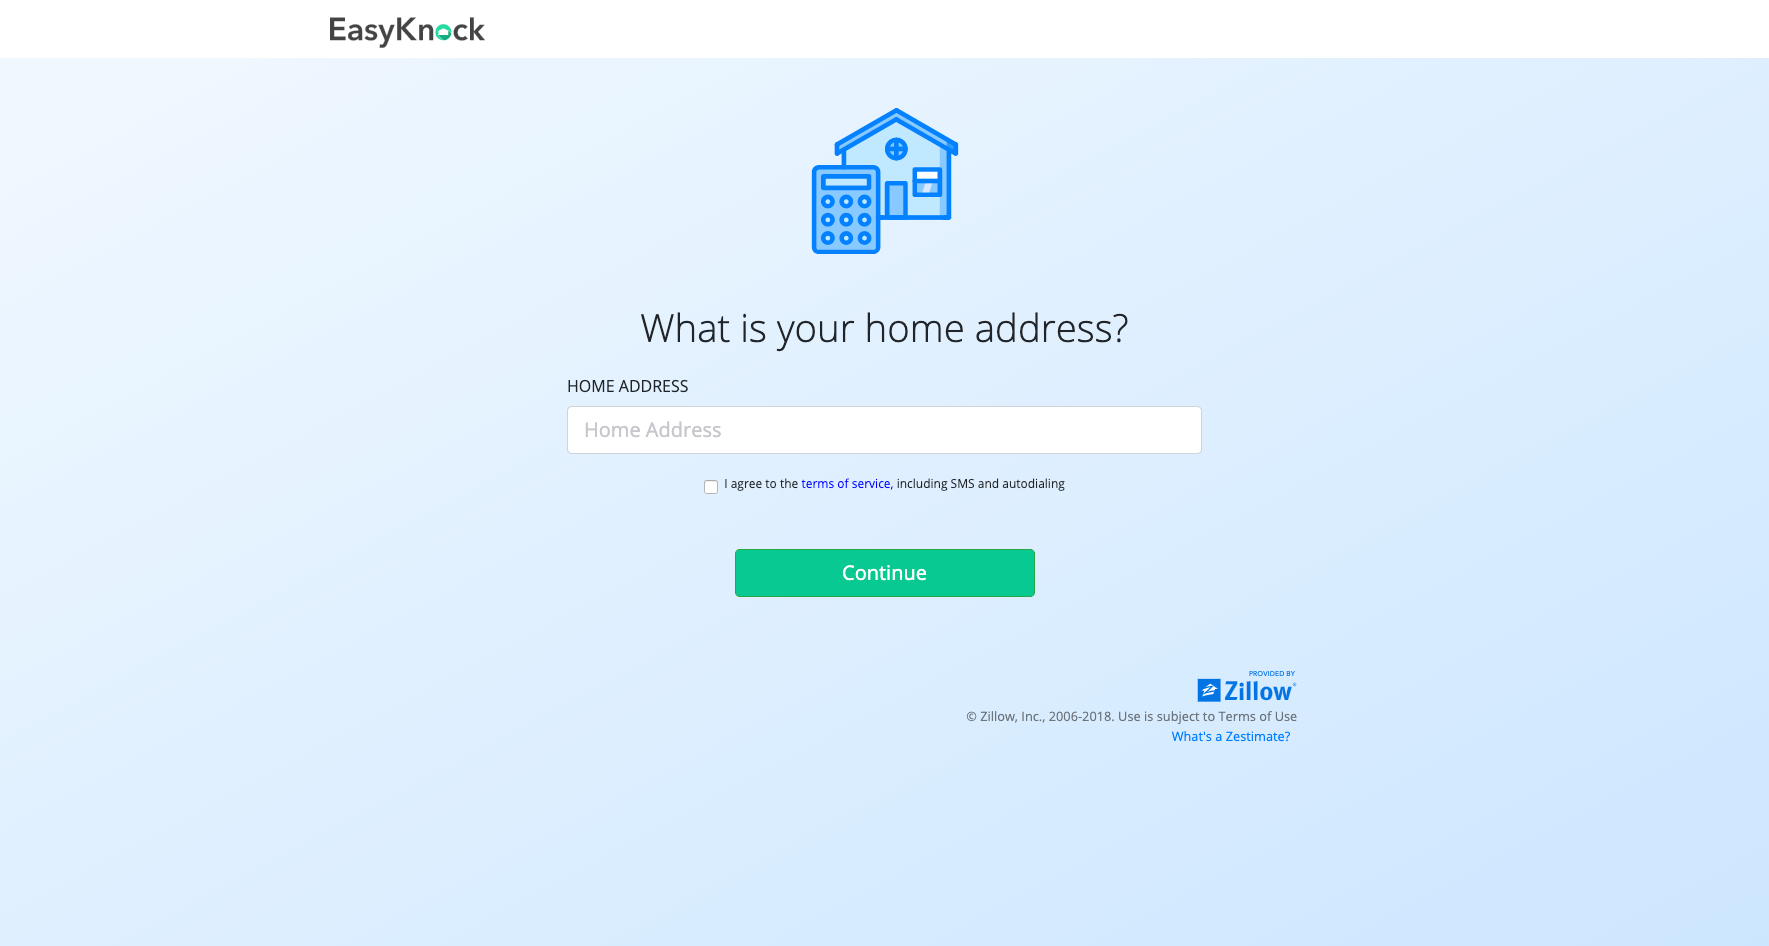 EasyKnock
What is your home address?
HOME ADDRESS
Home Address
I agree to the terms of service, including SMS and autodialing
Continue
PROVIDED BY
Zillow®
© Zillow, Inc., 2006-2018. Use is subject to Terms of Use
What's a Zestimate?